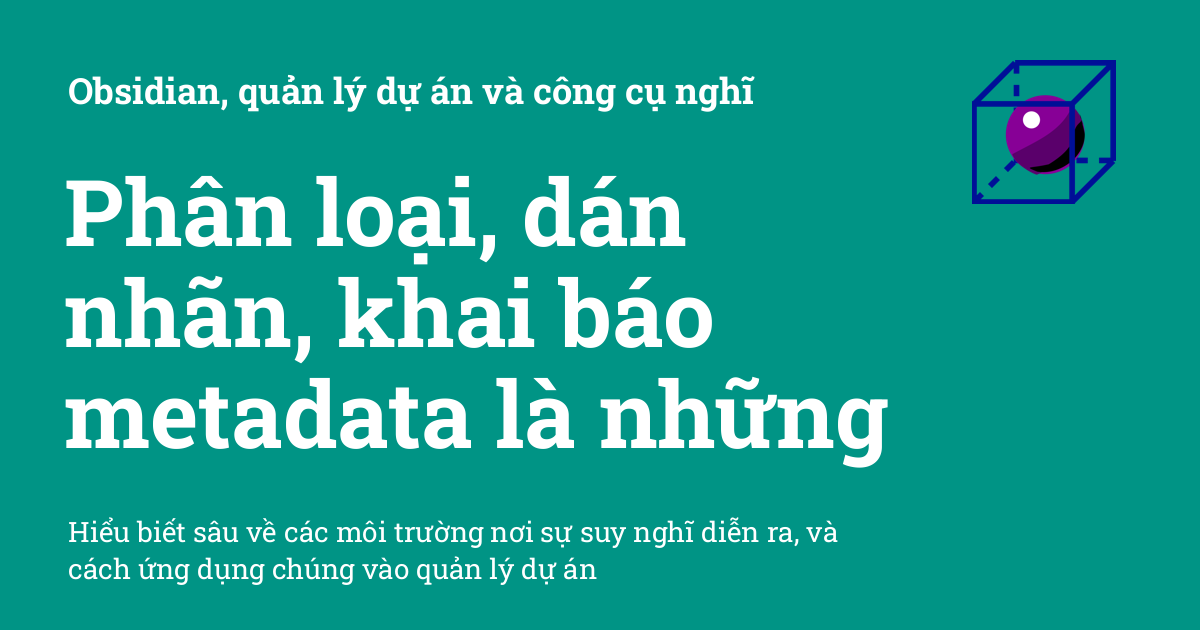 Obsidian, quản lý dự án và công cụ nghĩ
Phân loại, dán
nhãn, khai báo
metadata là những
Hiểu biết sâu về các môi trường nơi sự suy nghĩ diễn ra, và
cách ứng dụng chúng vào quản lý dự án